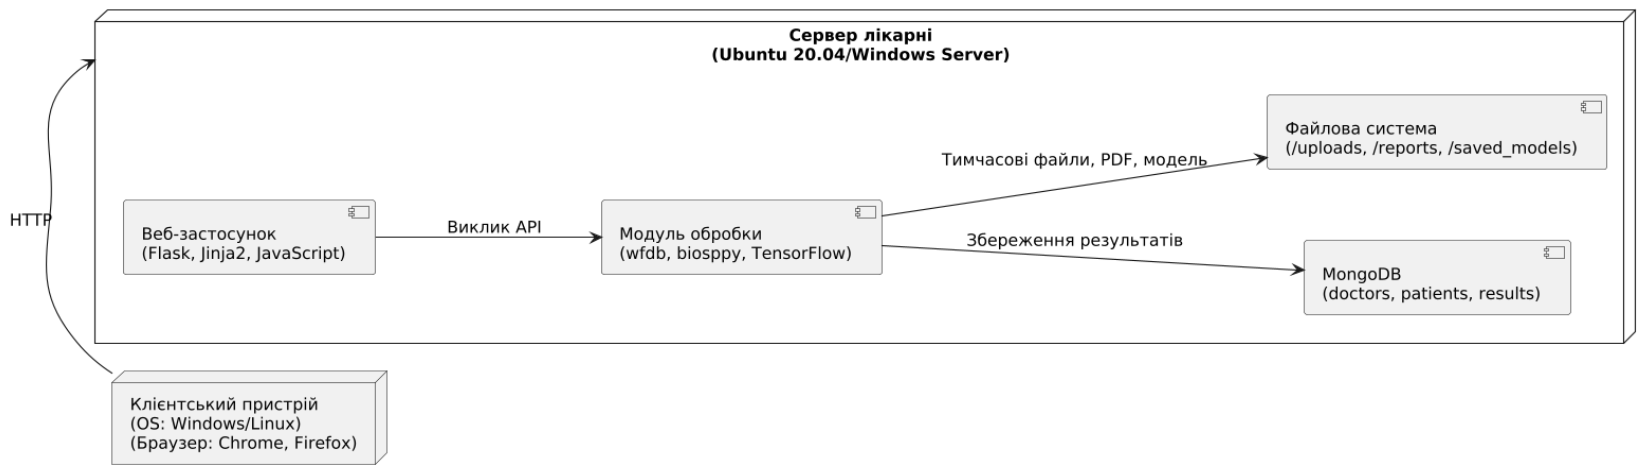 Сервер лікарні
(Ubuntu 20.04/Windows Server)
Файлова система
(/uploads, /reports, /saved_models)
Тимчасові файли, PDF, модель
HTTP
Веб-застосунок
(Flask, Jinja2, JavaScript)
Виклик API
Модуль обробки
(wfdb, biosppy, TensorFlow)
Збереження результатів
MongoDB
(doctors, patients, results)
Клієнтський пристрій
(OS: Windows/Linux)
(Браузер: Chrome, Firefox)